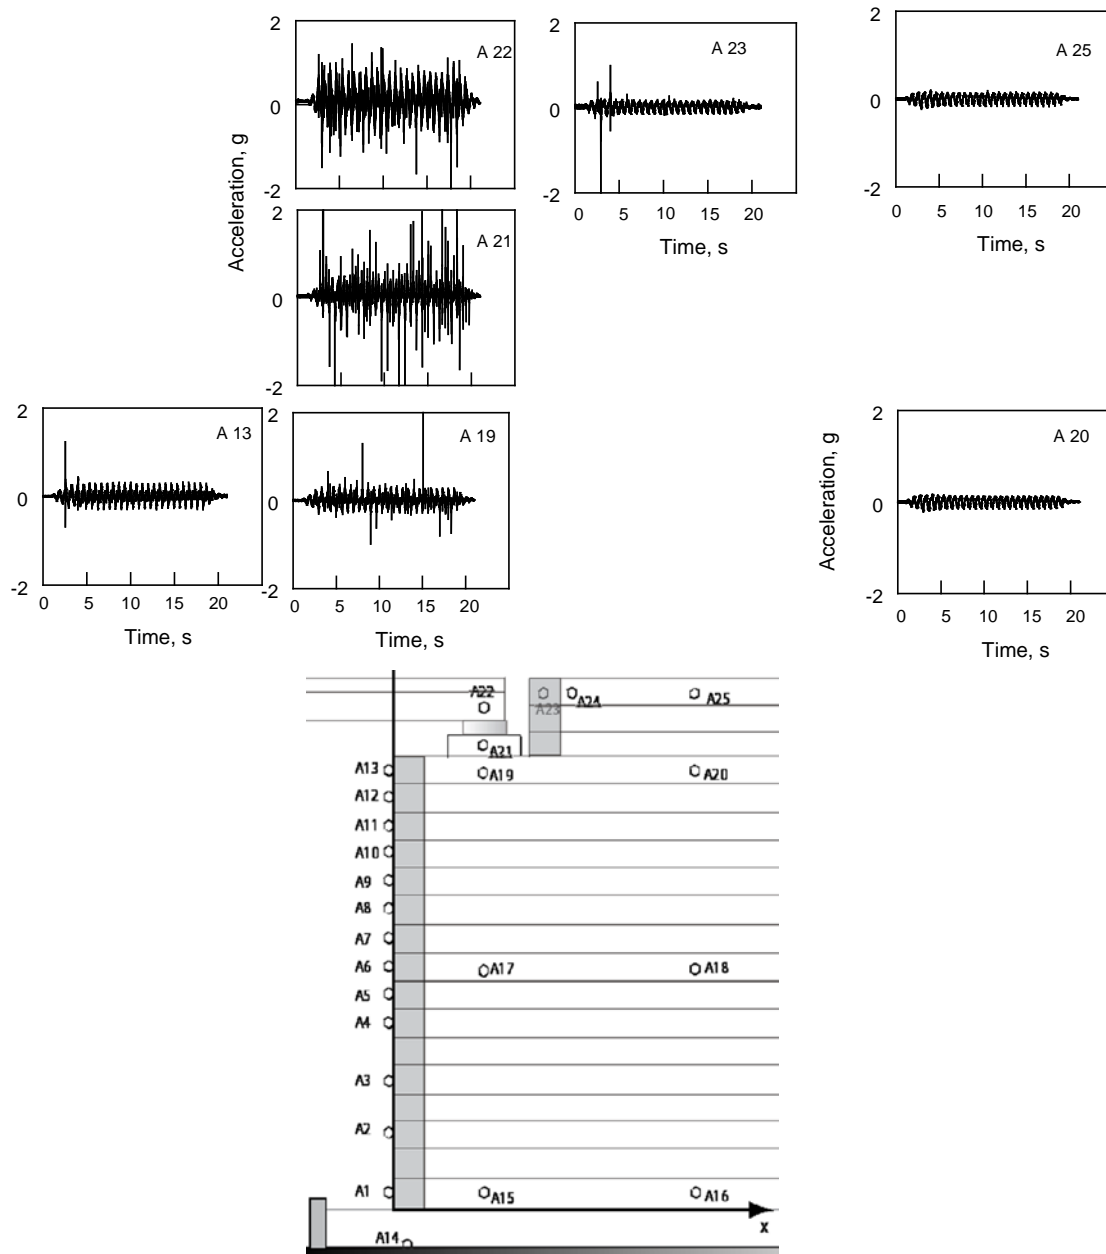 2
0
-2
A 22
2
0
-2
A 21
Acceleration, g
2
0
-2
A 23
0 5 10 15 20
Time, s
2
0
-2
A 25
0 5 10 15 20
Time, s
2
0
-2
A 13
0 5 10 15 20
Time, s
2
0
-2
A 19
0 5 10 15 20
Time, s
Acceleration, g
2
0
-2
A 20
0 5 10 15 20
Time, s
A22
A23
A24
A25
A21
A13
A19
A20
A12
A11
A10
A9
A8
A7
A6
A17
A18
A5
A4
A3
A2
A1
A15
A16
x
A14